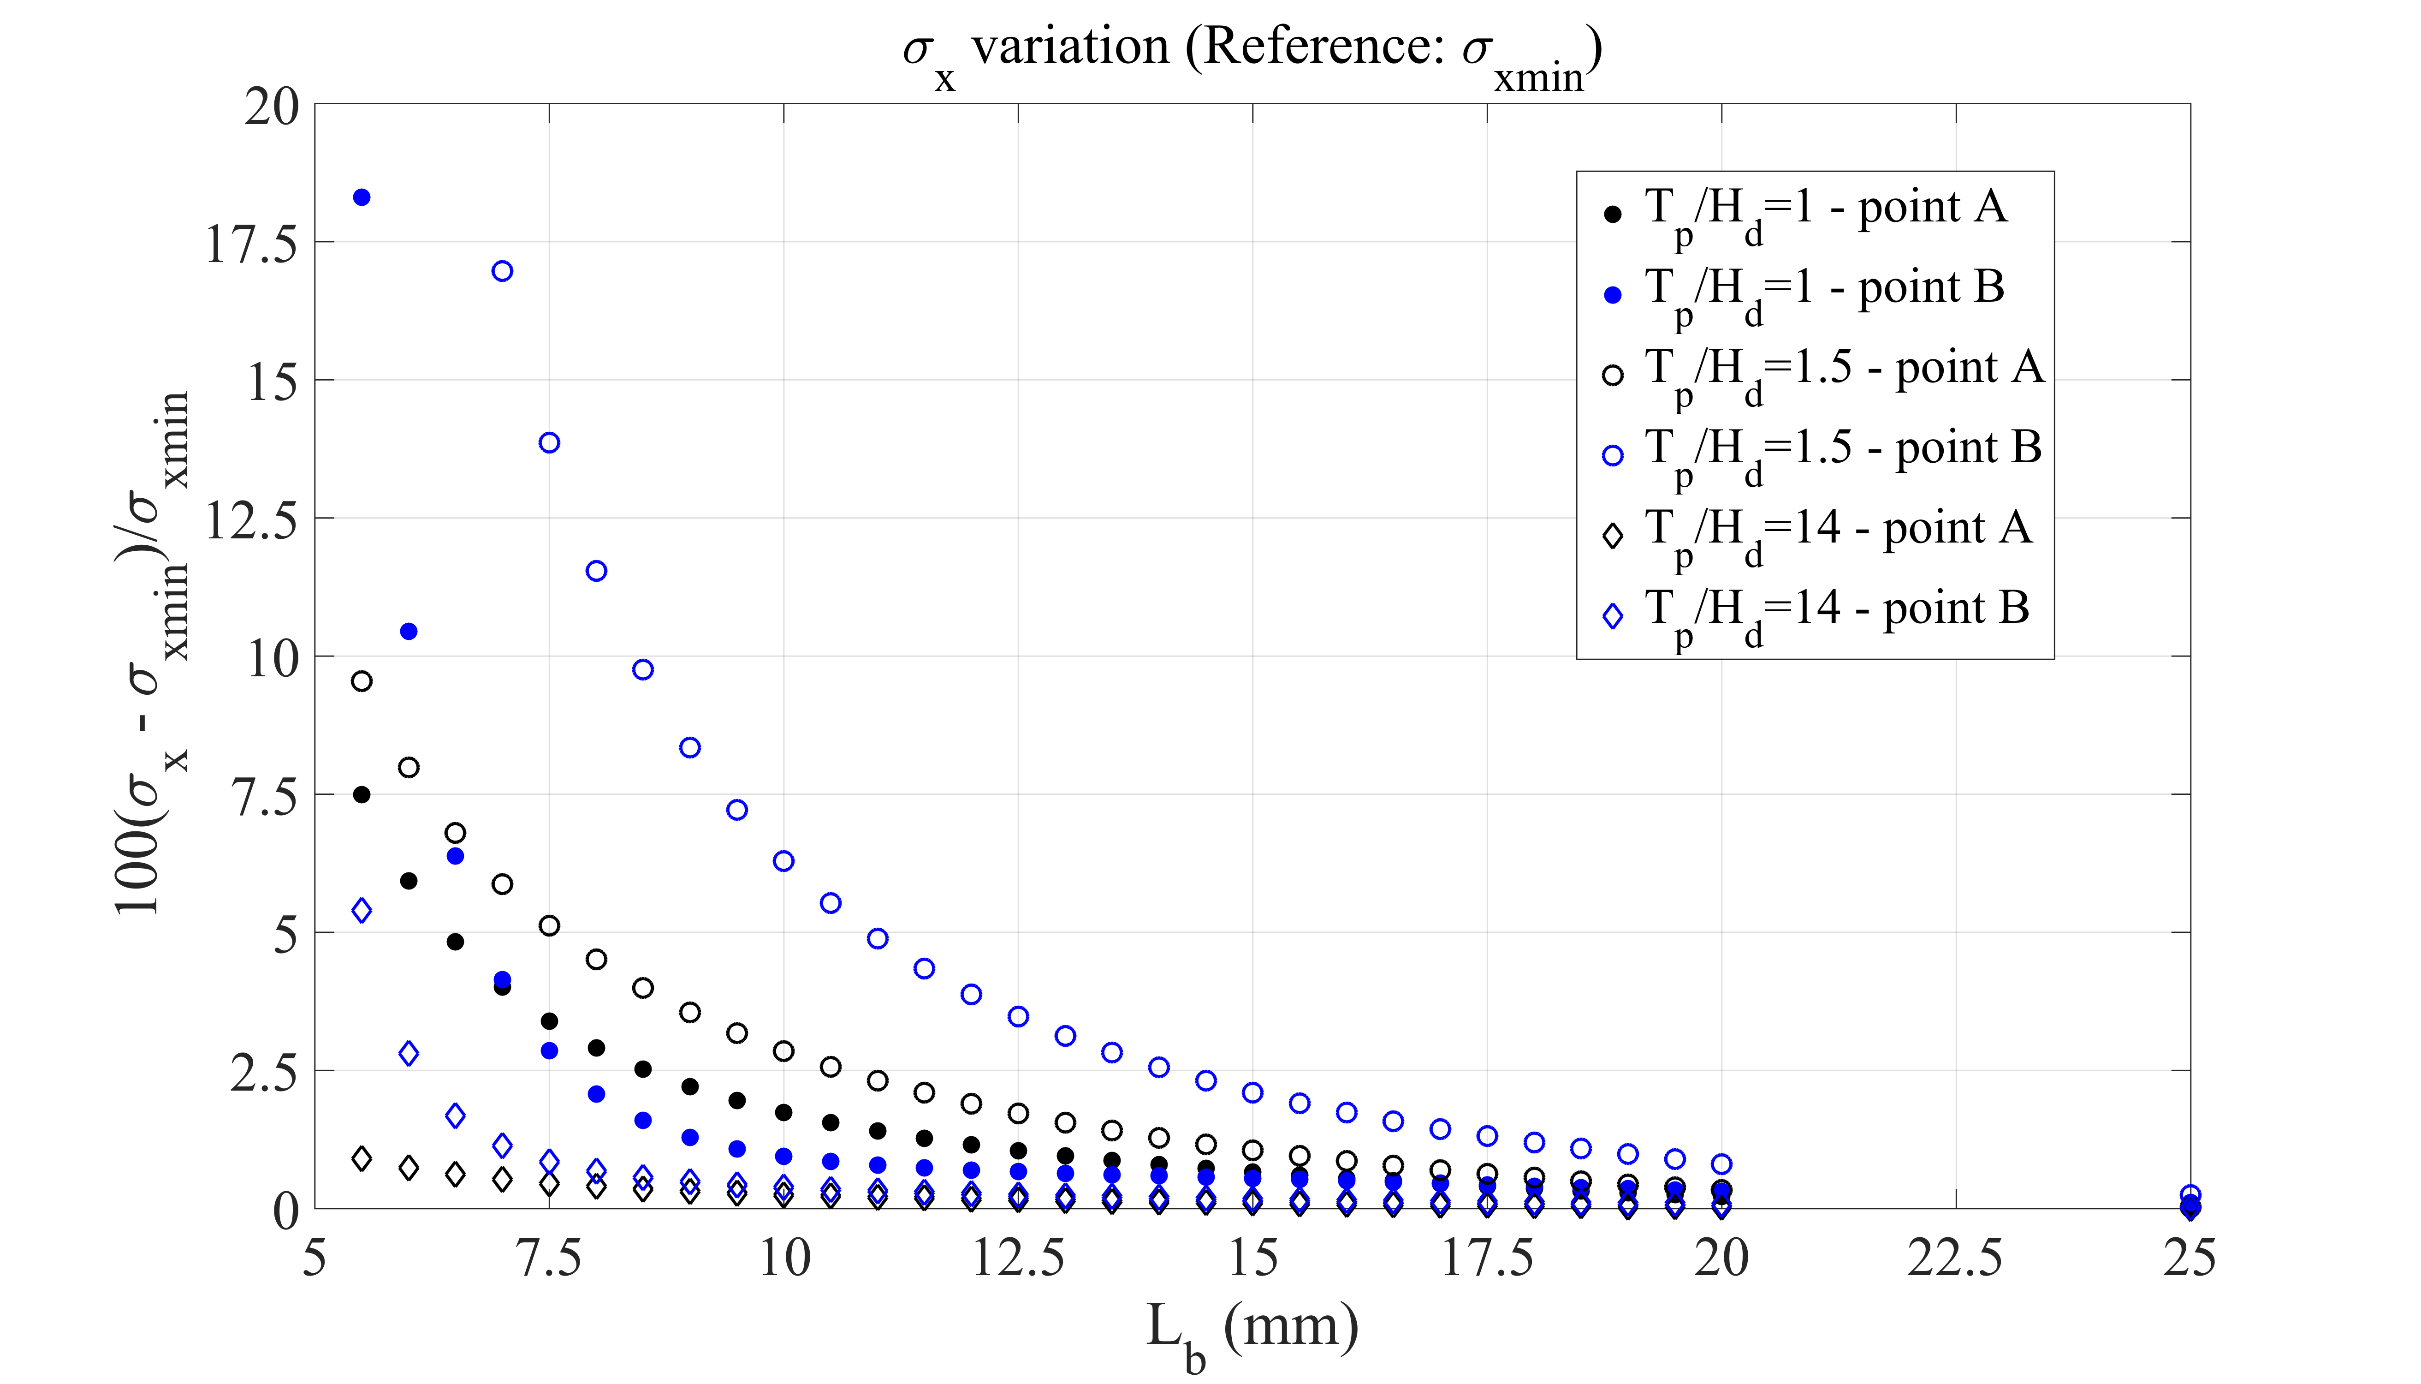 σx variation (Reference: σxmin)
100(σx - σxmin)/σxmin
20
17.5
15
12.5
10
7.5
5
2.5
0
Tp/Hd=1 - point A
Tp/Hd=1 - point B
Tp/Hd=1.5 - point A
Tp/Hd=1.5 - point B
Tp/Hd=14 - point A
Tp/Hd=14 - point B
5 7.5 10 12.5 15 17.5 20 22.5 25
Lb (mm)